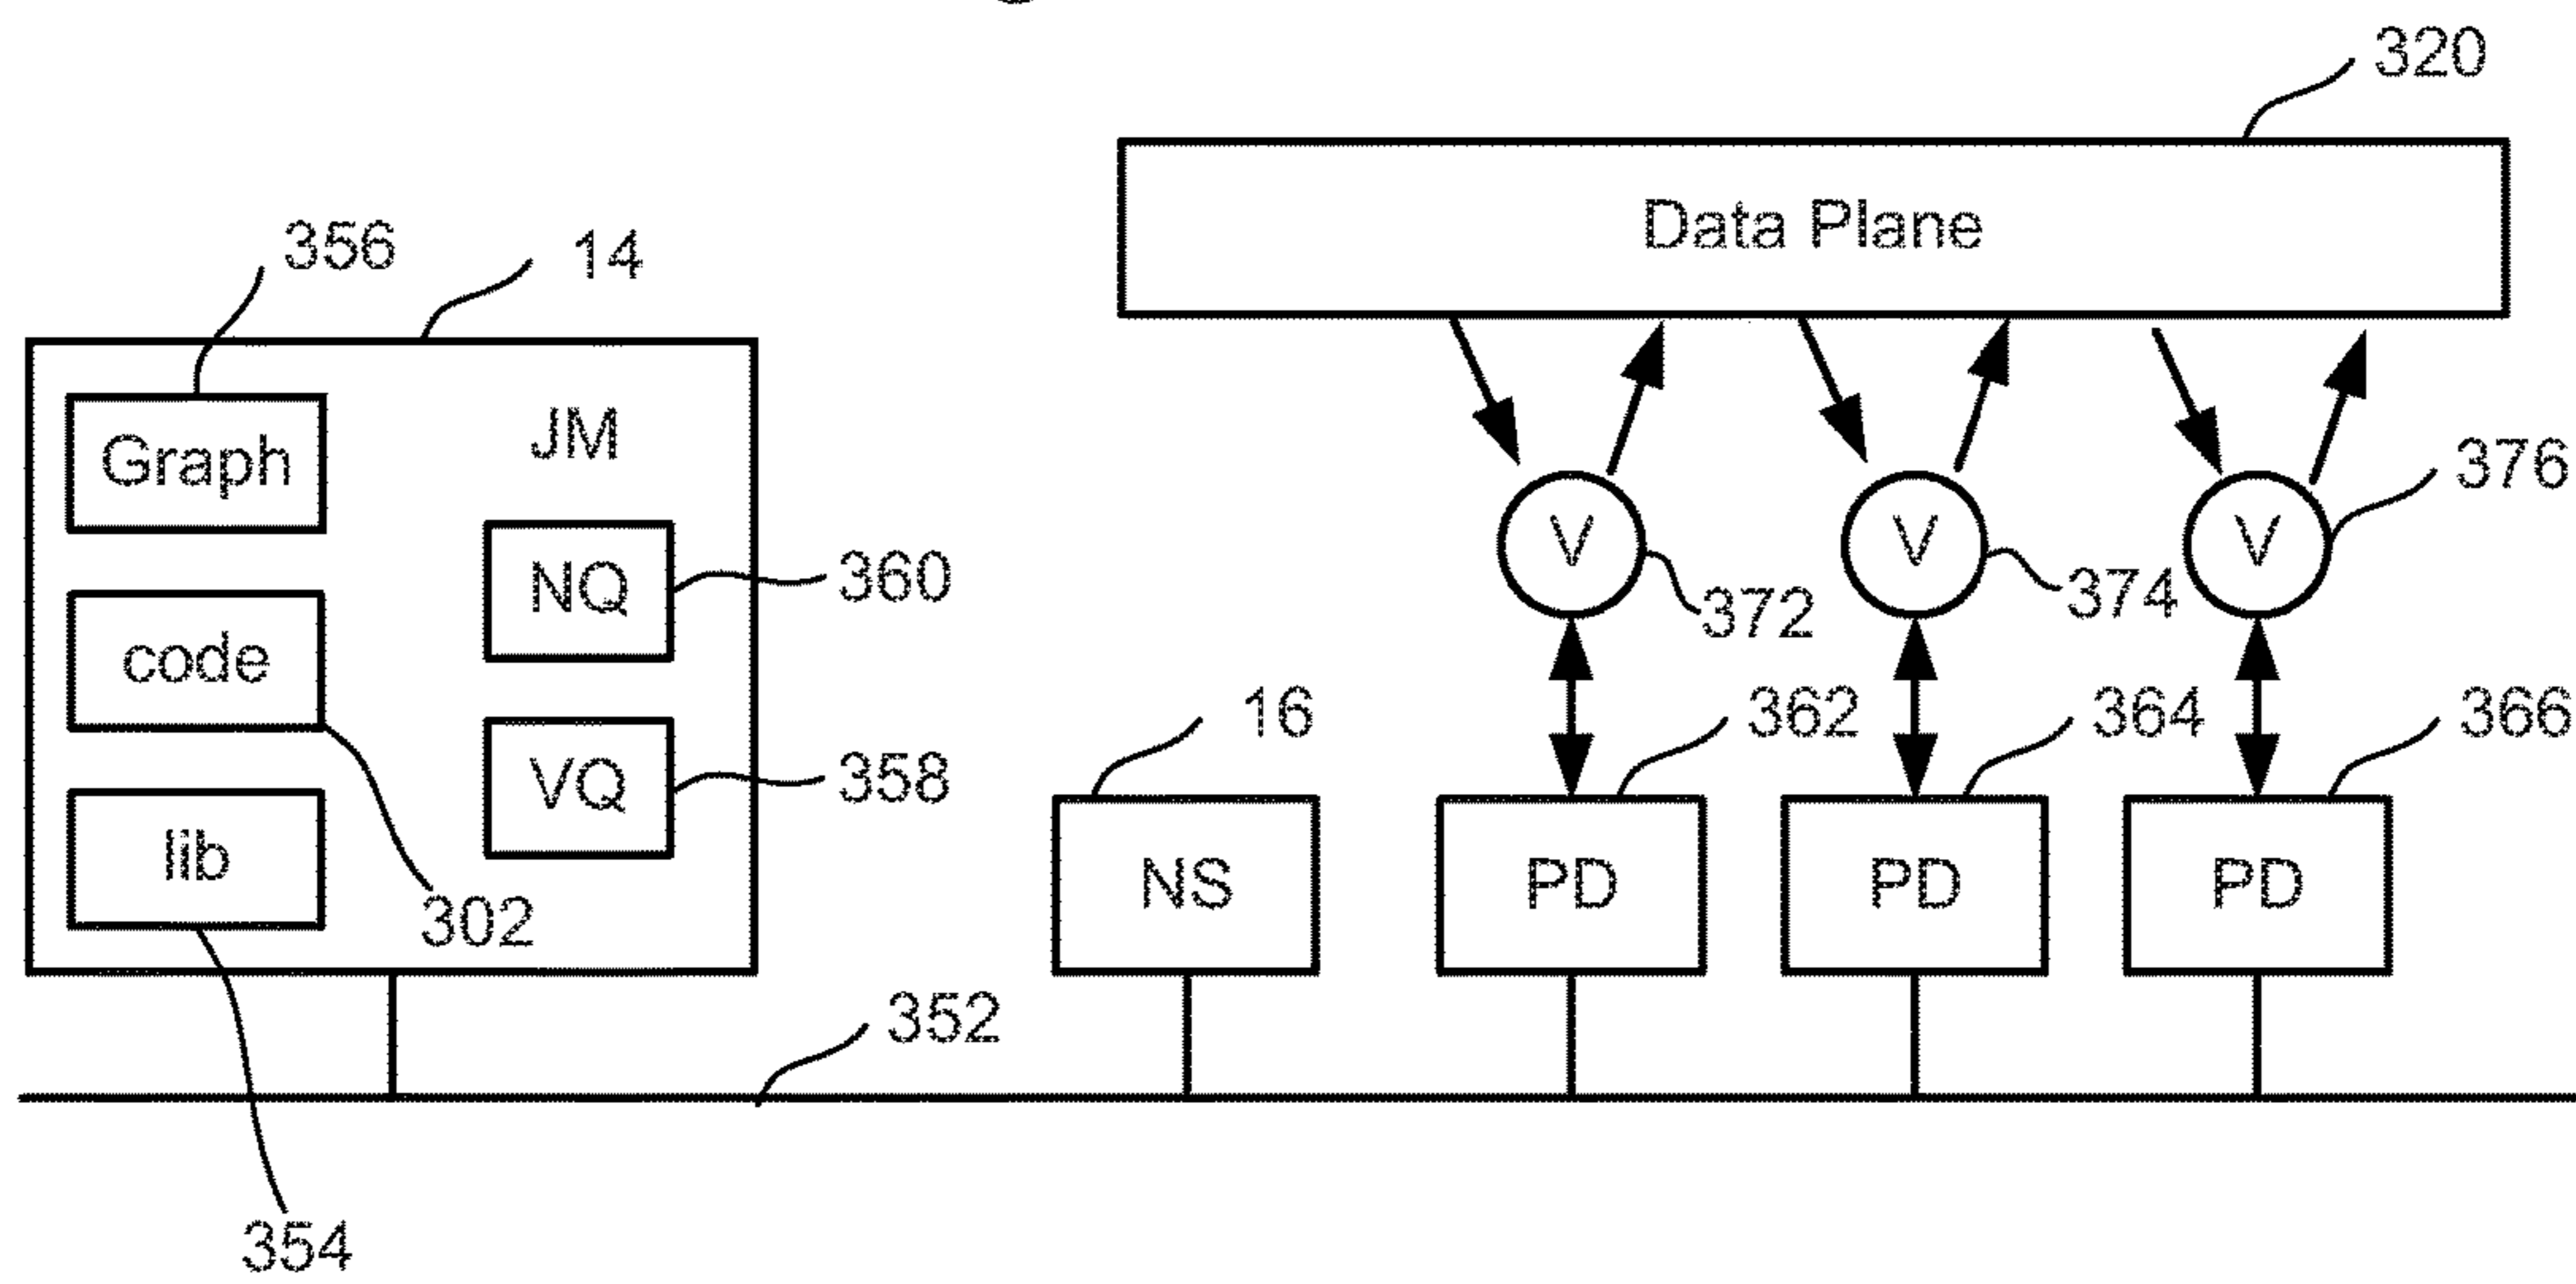 320
Data Plane
356
14
Graph
JM
376
NQ
360
V
V
V
372
374
code
302
VQ
358
16
362
364
366
lib
NS
PD
PD
PD
352
354